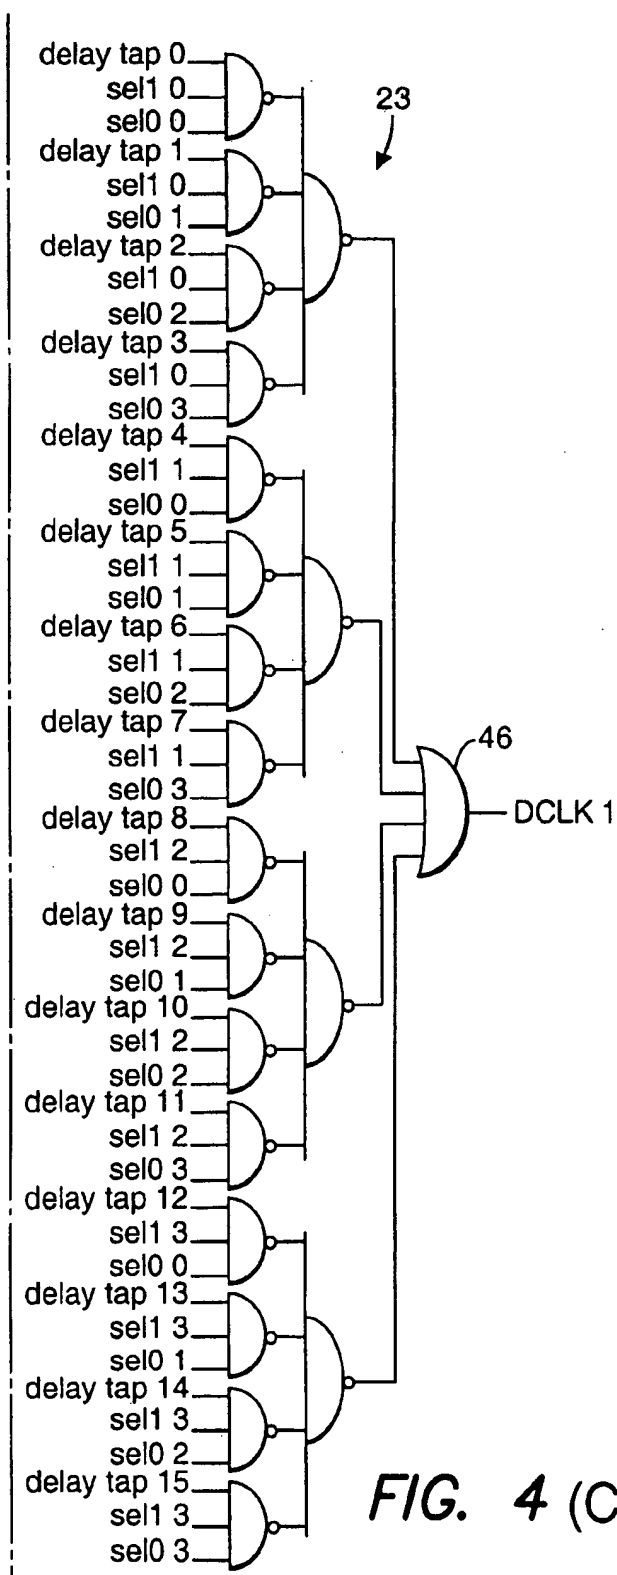 delay tap 0
sel1 0
sel0 0
delay tap 1
sel1 0
sel0 1
delay tap 2
sel1 0
sel0 2
delay tap 3
sel1 0
sel0 3
delay tap 4
sel1 1
sel0 0
delay tap 5
sel1 1
sel0 1
delay tap 6
sel1 1
sel0 2
delay tap 7
sel1 1
sel0 3
delay tap 8
sel1 2
sel0 0
delay tap 9
sel1 2
sel0 1
delay tap 10
sel1 2
sel0 2
delay tap 11
sel1 2
sel0 3
delay tap 12
sel1 3
sel0 0
delay tap 13
sel1 3
sel0 1
delay tap 14
sel1 3
sel0 2
delay tap 15
sel1 3
sel0 3
23
46
DCLK 1
FIG. 4 (C